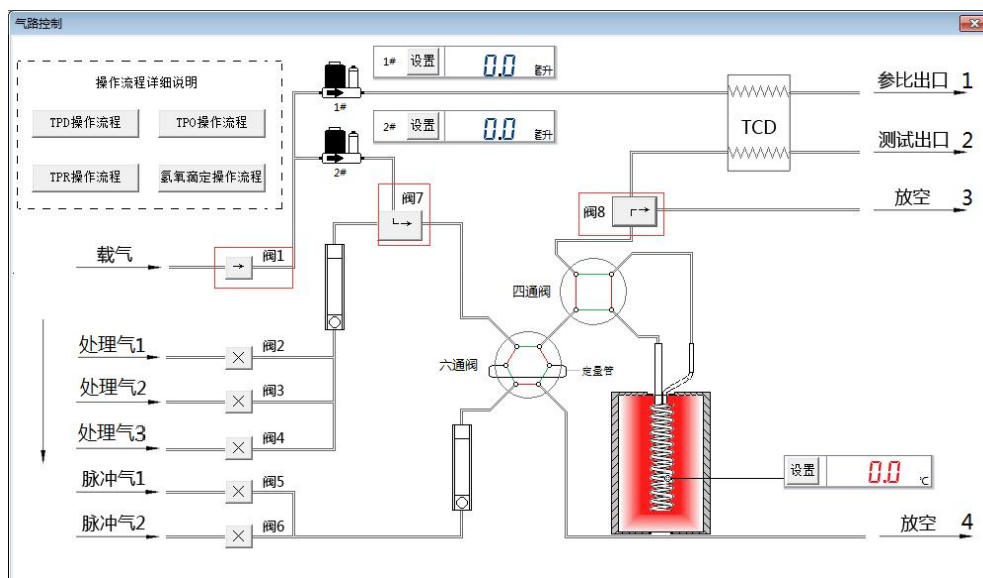 气路控制
操作流程详细说明
TPD操作流程
TPO操作流程
TPR操作流程
氢氧滴定操作流程
1# 设置 0.0 毫升
1#
2# 设置 0.0 毫升
2#
TCD
参比出口 1
测试出口 2
放空 3
阀7
阀8
载气
阀1
四通阀
处理气1
阀2
六通阀
定量管
处理气2
阀3
处理气3
阀4
设置 0.0 ℃
脉冲气1
阀5
脉冲气2
阀6
放空 4